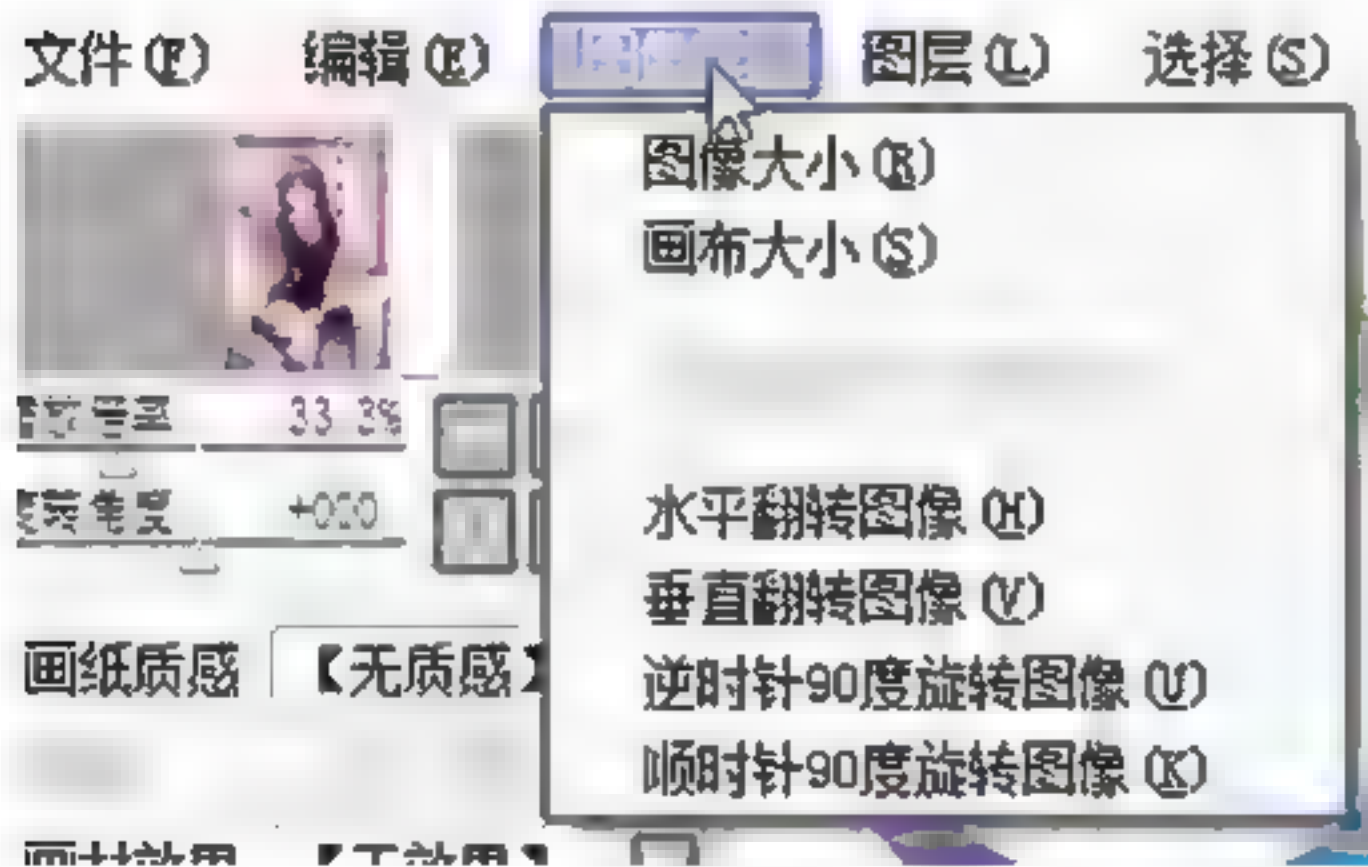 文件(F) 编辑(E) 图层(L) 选择(S)
图像大小(R)
画布大小(S)
33.3%
水平翻转图像(H)
垂直翻转图像(V)
画纸质感 【无质感】
逆时针90度旋转图像(U)
顺时针90度旋转图像(K)